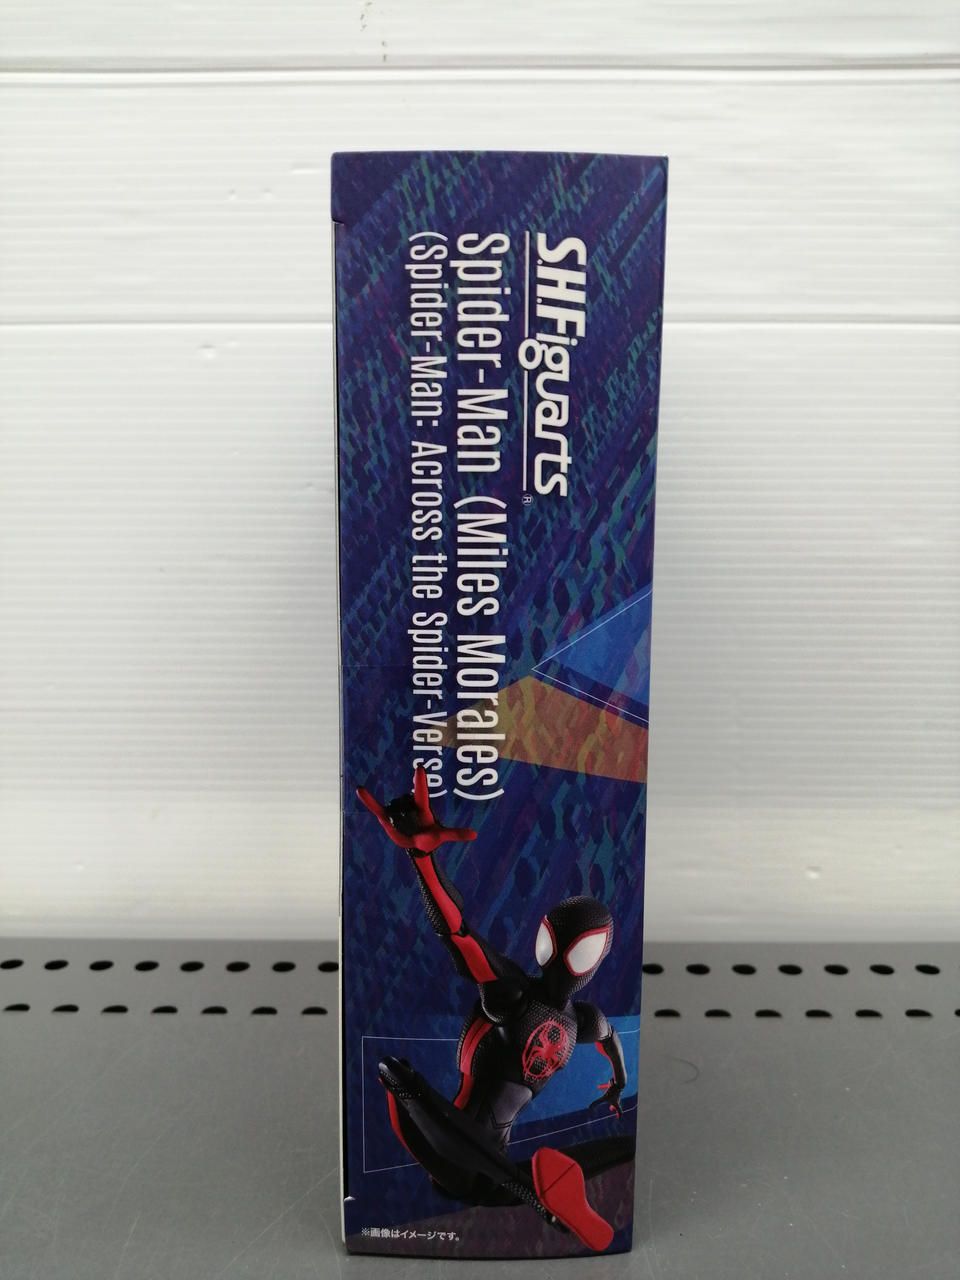 S.H.Figuarts®
Spider-Man (Miles Morales)
(Spider-Man: Across the Spider-Verse)
※画像はイメージです。